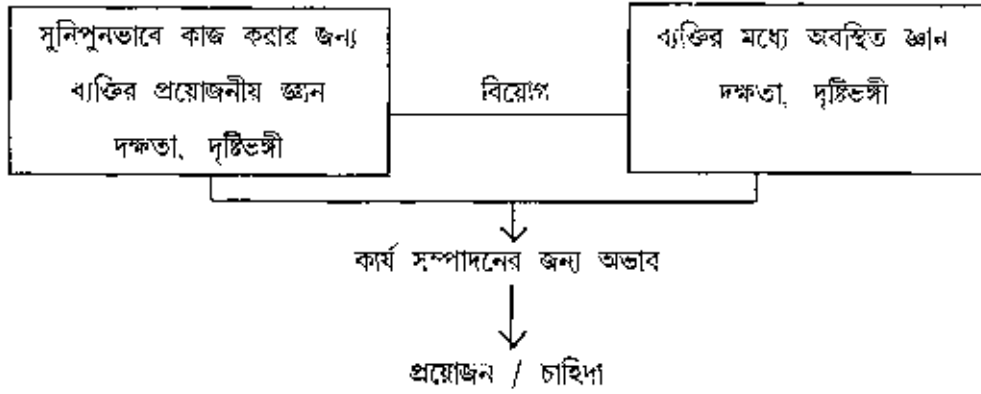 সুনিপুনভাবে কাজ করার জন্য
ব্যক্তির প্রয়োজনীয় জ্ঞান
দক্ষতা, দৃষ্টিভঙ্গী
বিয়োগ
ব্যক্তির মধ্যে অবস্থিত জ্ঞান
দক্ষতা, দৃষ্টিভঙ্গী
কার্য সম্পাদনের জন্য অভাব
প্রয়োজন / চাহিদা